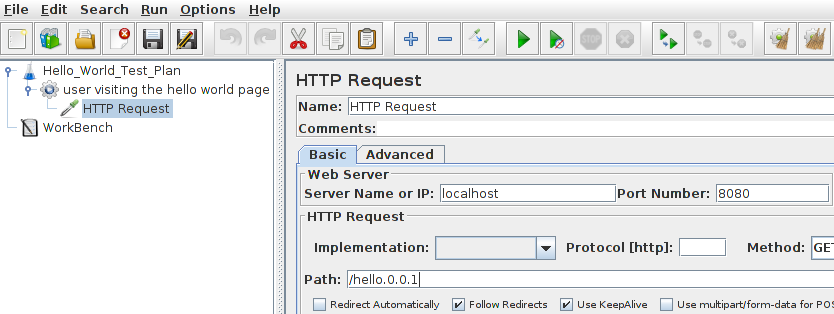 File Edit Search Run Options Help
Hello_World_Test_Plan
user visiting the hello world page
HTTP Request
WorkBench
HTTP Request
Name: HTTP Request
Comments:
Basic Advanced
Web Server
Server Name or IP: localhost Port Number: 8080
HTTP Request
Implementation: Protocol [http]: Method: GE
Path: /hello.0.0.1
Redirect Automatically Follow Redirects Use KeepAlive Use multipart/form-data for POS